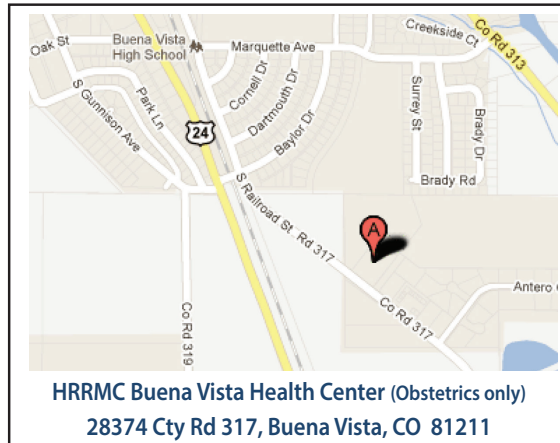 Creekside Ct
Co Rd 313
Oak St
Buena Vista
High School
Marquette Ave
S Gunnison Ave
Park Ln
Cornell Dr
Dartmouth Dr
Baylor Dr
Surrey St
Brady Dr
24
Brady Rd
S Railroad St
Rd 317
A
Co Rd 319
Co Rd 317
Antero
HRRMC Buena Vista Health Center (Obstetrics only)
28374 Cty Rd 317, Buena Vista, CO 81211